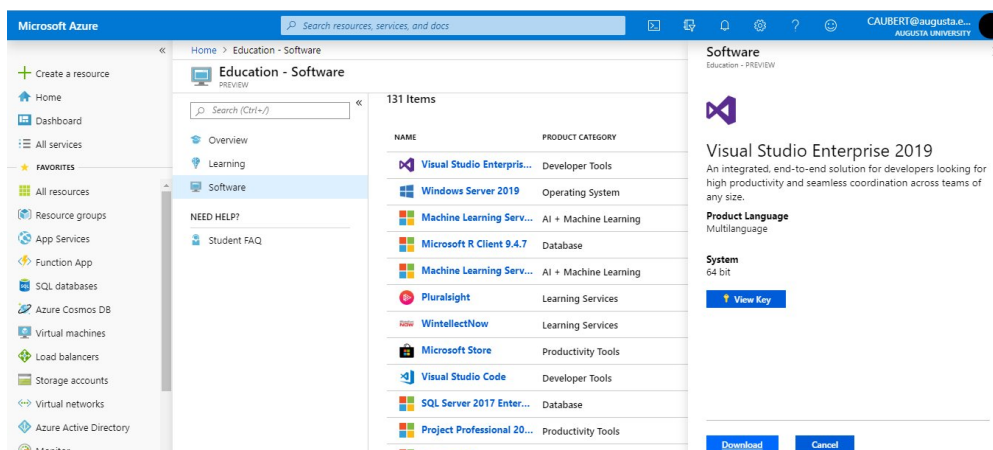 Microsoft Azure
Search resources, services, and docs
CAUBERT@augusta.e...
AUGUSTA UNIVERSITY
Create a resource
Home
Dashboard
All services
FAVORITES
All resources
Resource groups
App Services
Function App
SQL databases
Azure Cosmos DB
Virtual machines
Load balancers
Storage accounts
Virtual networks
Azure Active Directory
Monitor
Home > Education - Software
Education - Software
PREVIEW
Search (Ctrl+/)
Overview
Learning
Software
NEED HELP?
Student FAQ
131 Items
NAME PRODUCT CATEGORY
Visual Studio Enterpris... Developer Tools
Windows Server 2019 Operating System
Machine Learning Serv... AI + Machine Learning
Microsoft R Client 9.4.7 Database
Machine Learning Serv... AI + Machine Learning
Pluralsight Learning Services
WintellectNow Learning Services
Microsoft Store Productivity Tools
Visual Studio Code Developer Tools
SQL Server 2017 Enter... Database
Project Professional 20... Productivity Tools
Software
Education - PREVIEW
Visual Studio Enterprise 2019
An integrated, end-to-end solution for developers looking for
high productivity and seamless coordination across teams of
any size.
Product Language
Multilanguage
System
64 bit
View Key
Download Cancel